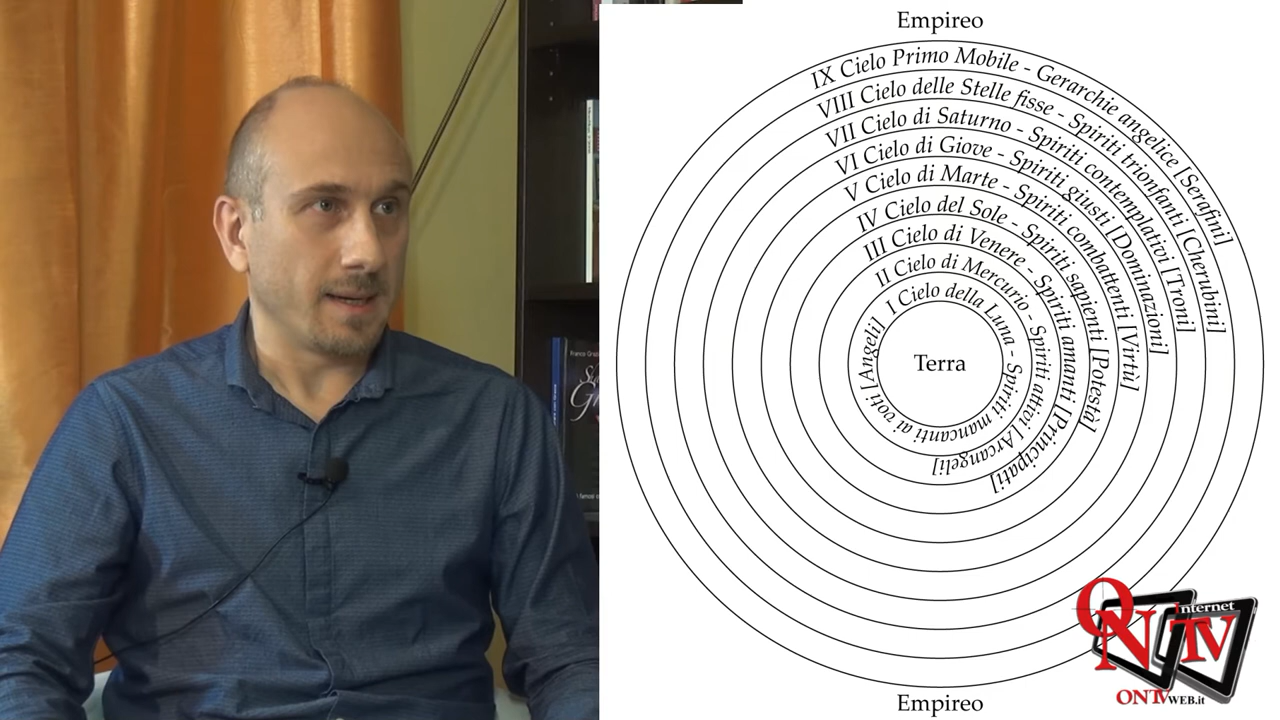 Empireo
IX Cielo Primo Mobile - Gerarchie angelice [Serafini]
VIII Cielo delle Stelle fisse - Spiriti trionfanti [Cherubini]
VII Cielo di Saturno - Spiriti contemplativi [Troni]
VI Cielo di Giove - Spiriti giusti [Dominazioni]
V Cielo di Marte - Spiriti combattenti [Virtù]
IV Cielo del Sole - Spiriti sapienti [Potestà]
III Cielo di Venere - Spiriti amanti [Principati]
II Cielo di Mercurio - Spiriti attivi [Arcangeli]
I Cielo della Luna - Spiriti mancanti ai voti [Angeli]
Terra
Empireo
ON
Internet
TV
ONTVWEB.it